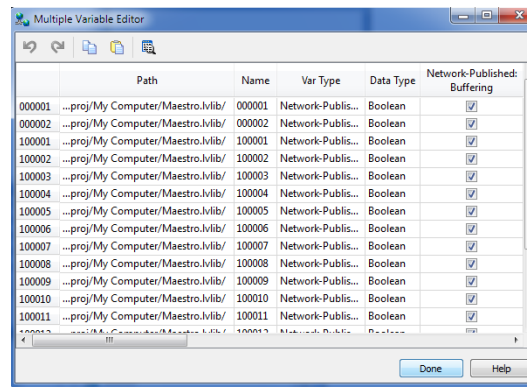 Multiple Variable Editor
Path Name Var Type Data Type Network-Published: Buffering
000001 ...proj/My Computer/Maestro.lvlib/ 000001 Network-Publis... Boolean
000002 ...proj/My Computer/Maestro.lvlib/ 000002 Network-Publis... Boolean
100001 ...proj/My Computer/Maestro.lvlib/ 100001 Network-Publis... Boolean
100002 ...proj/My Computer/Maestro.lvlib/ 100002 Network-Publis... Boolean
100003 ...proj/My Computer/Maestro.lvlib/ 100003 Network-Publis... Boolean
100004 ...proj/My Computer/Maestro.lvlib/ 100004 Network-Publis... Boolean
100005 ...proj/My Computer/Maestro.lvlib/ 100005 Network-Publis... Boolean
100006 ...proj/My Computer/Maestro.lvlib/ 100006 Network-Publis... Boolean
100007 ...proj/My Computer/Maestro.lvlib/ 100007 Network-Publis... Boolean
100008 ...proj/My Computer/Maestro.lvlib/ 100008 Network-Publis... Boolean
100009 ...proj/My Computer/Maestro.lvlib/ 100009 Network-Publis... Boolean
100010 ...proj/My Computer/Maestro.lvlib/ 100010 Network-Publis... Boolean
100011 ...proj/My Computer/Maestro.lvlib/ 100011 Network-Publis... Boolean
Done Help